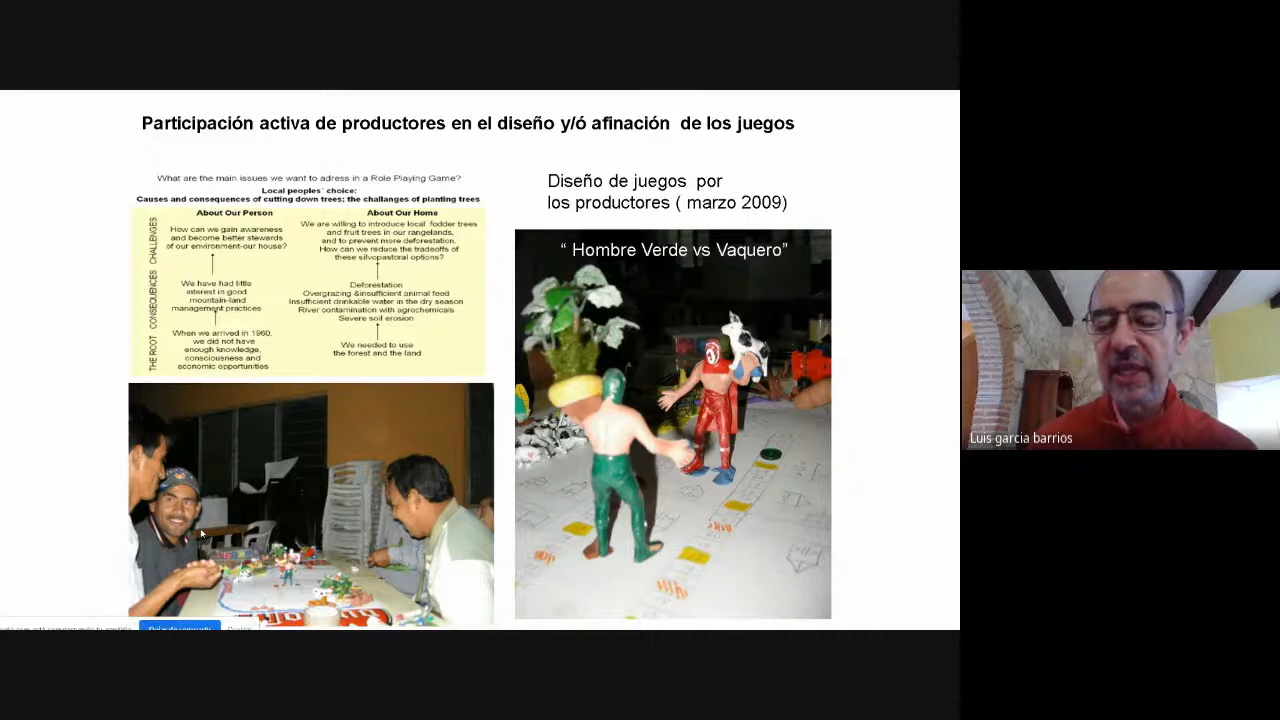 Participación activa de productores en el diseño y/ó afinación de los juegos
What are the main issues we want to adress in a Role Playing Game?
Local peoples´ choice:
Causes and consequences of cutting down trees; the challanges of planting trees
About Our Person
How can we gain awareness
and become better stewards
of our environment-our house?
We have had little
interest in good
mountain-land
management practices
When we arrived in 1960,
we did not have
enough knowledge,
consciousness and
economic opportunities
About Our Home
We are willing to introduce local fodder trees
and fruit trees in our rangelands,
and to prevent more deforestation.
How can we reduce the tradeoffs of
these silvopastoral options?
Deforestation
Overgrazing &insufficient animal feed
Insufficient drinkable water in the dry season
River contamination with agrochemicals
Severe soil erosion
We needed to use
the forest and the land
CHALLENGES
CONSEQUENCES
THE ROOT
Diseño de juegos por
los productores ( marzo 2009)
“ Hombre Verde vs Vaquero”
Luis garcia barrios